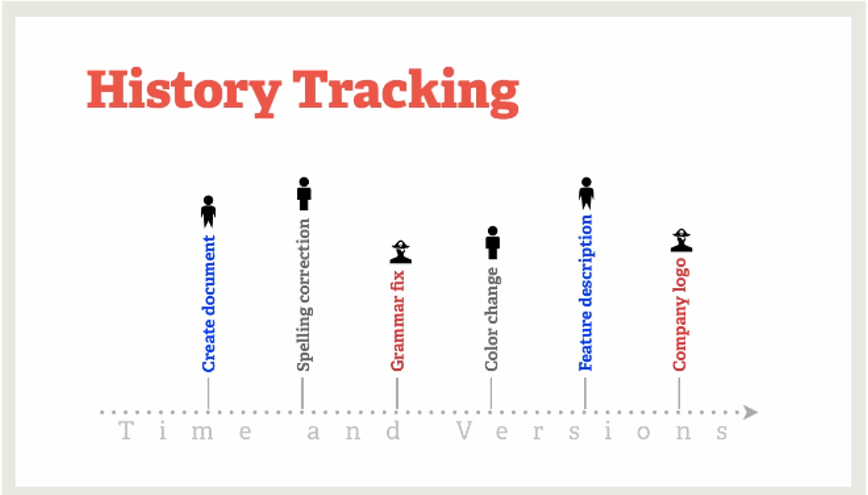 History Tracking
Create document
Spelling correction
Grammar fix
Color change
Feature description
Company logo
Time and Versions